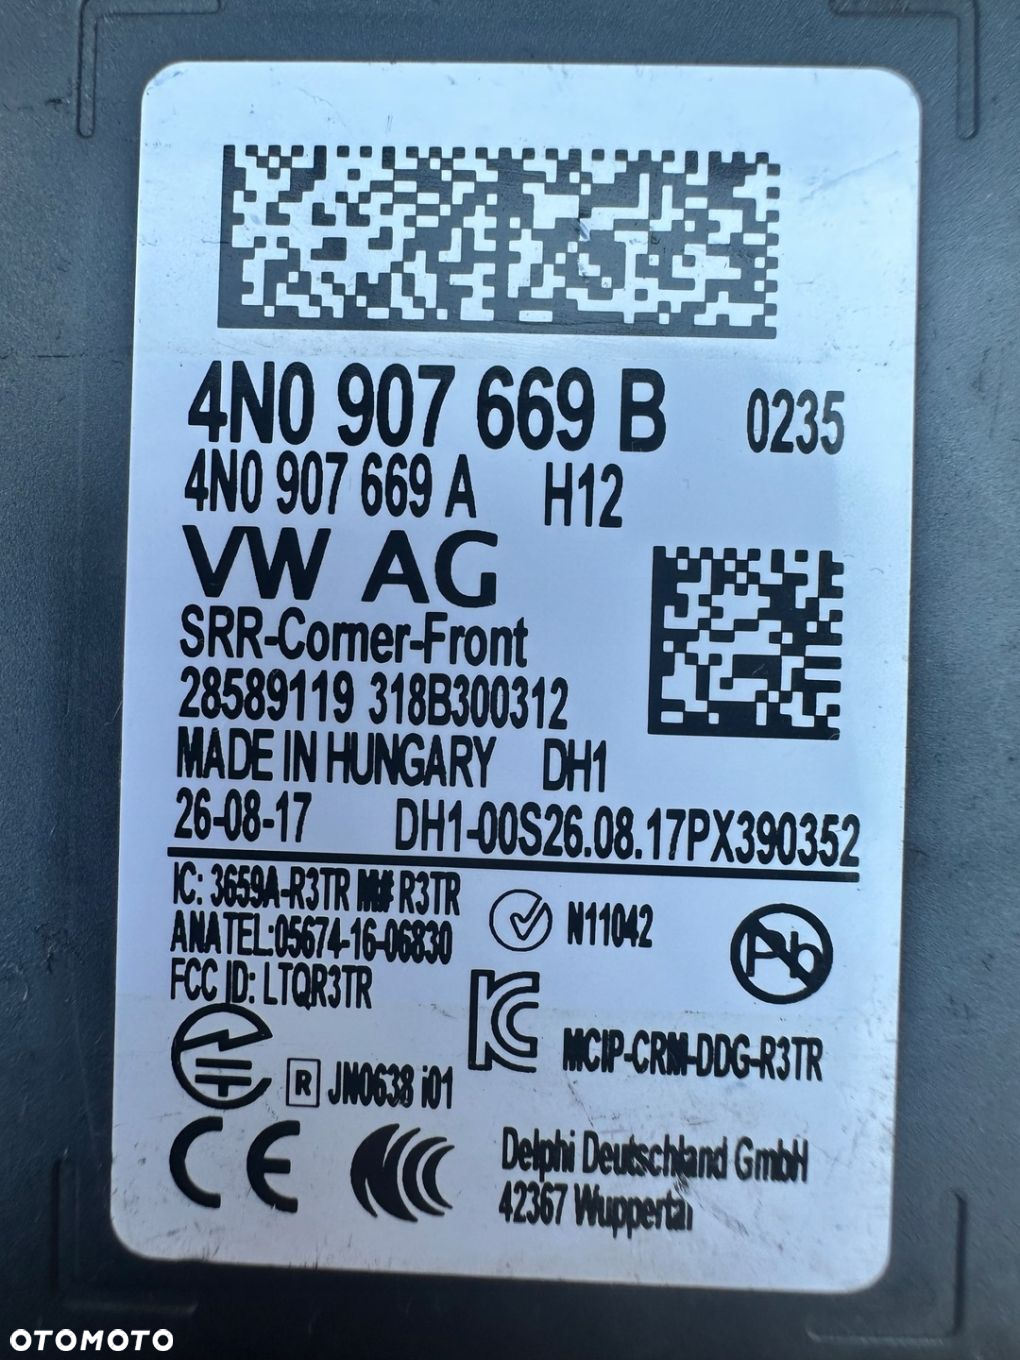 4N0 907 669 B 0235
4N0 907 669 A H12
VW AG
SRR-Corner-Front
28589119 318B300312
MADE IN HUNGARY DH1
26-08-17 DH1-00S26.08.17PX390352
IC: 3659A-R3TR M# R3TR
ANATEL:05674-16-06830
N11042
Pb
FCC ID: LTQR3TR
MCIP-CRM-DDG-R3TR
R JN0638 i01
CE
Delphi Deutschland GmbH
42367 Wuppertal
OTOMOTO